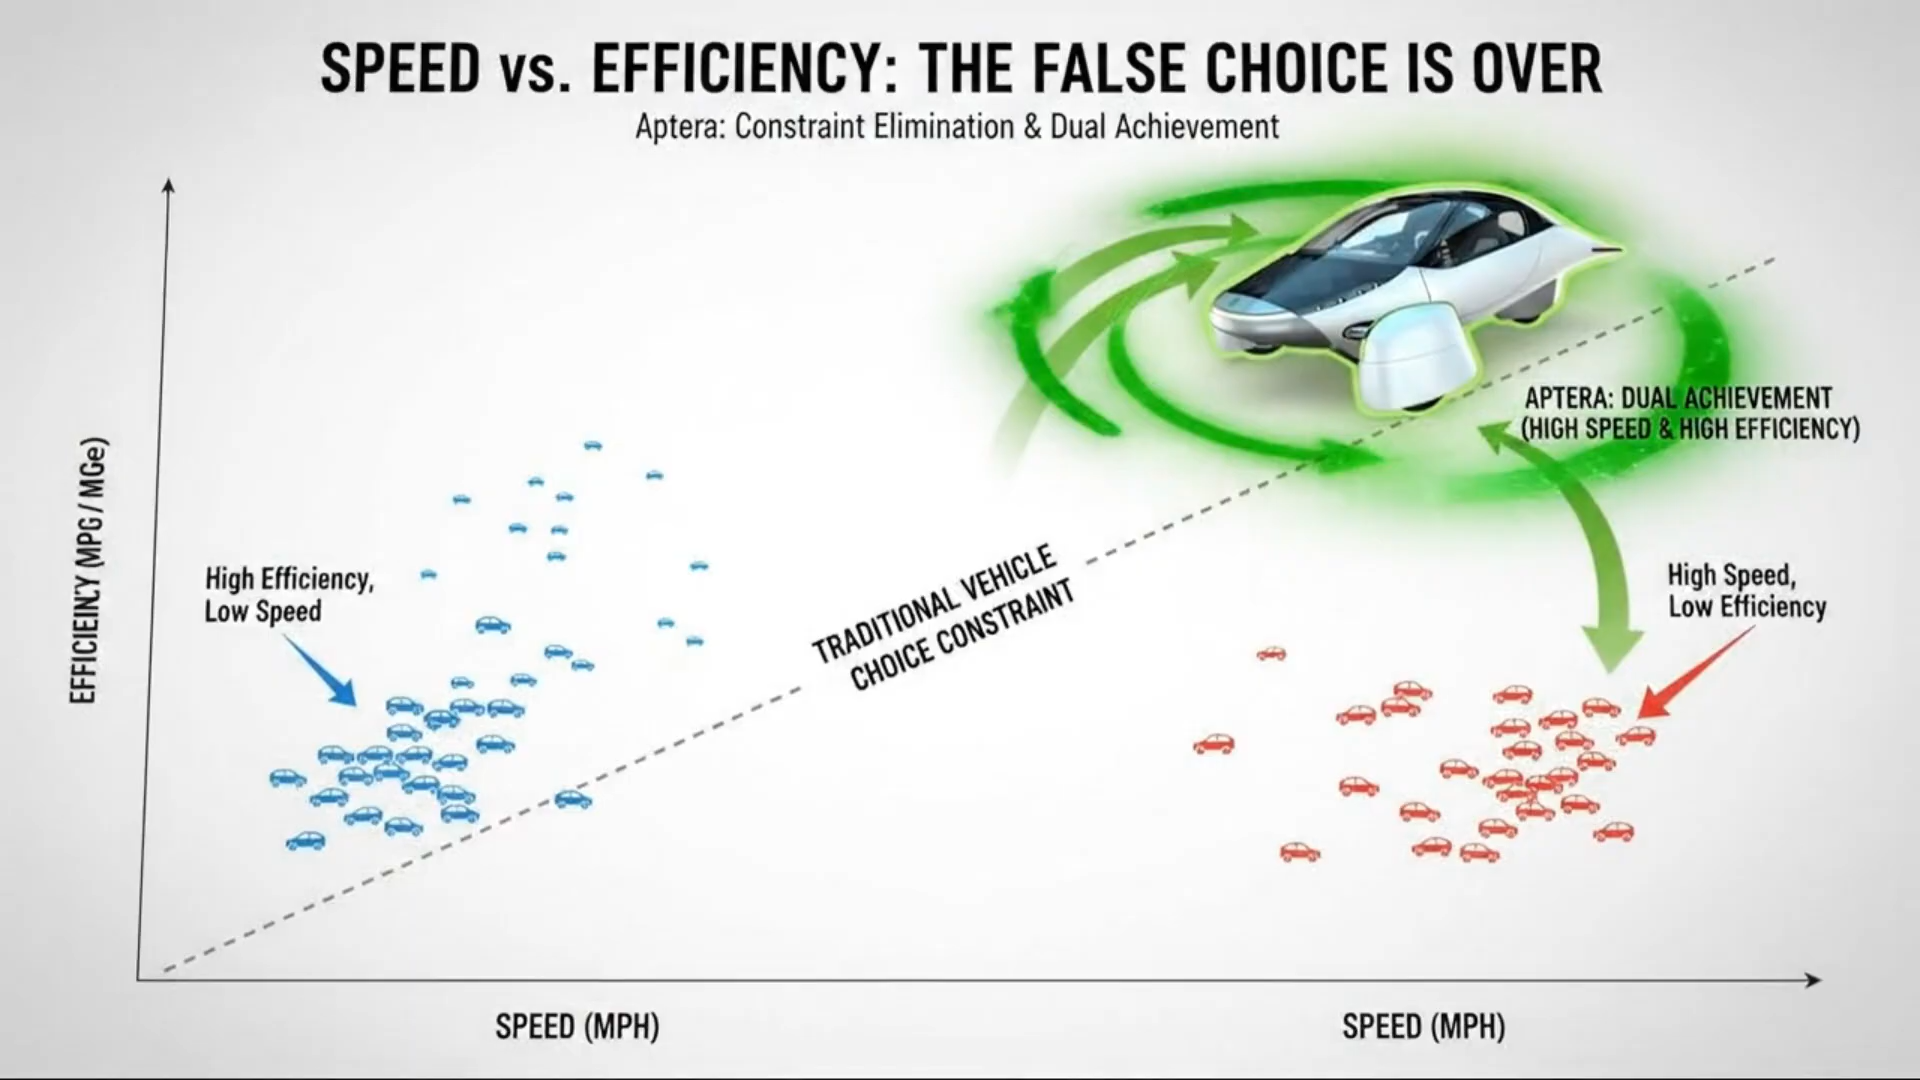 SPEED vs. EFFICIENCY: THE FALSE CHOICE IS OVER
Aptera: Constraint Elimination & Dual Achievement
EFFICIEINCY (MPG / MGe)
High Efficiency,
Low Speed
TRADITIONAL VEHICLE
CHOICE CONSTRAINT
APTERA: DUAL ACHIEVEMENT
(HIGH SPEED & HIGH EFFICIENCY)
High Speed,
Low Efficiency
SPEED (MPH)
SPEED (MPH)